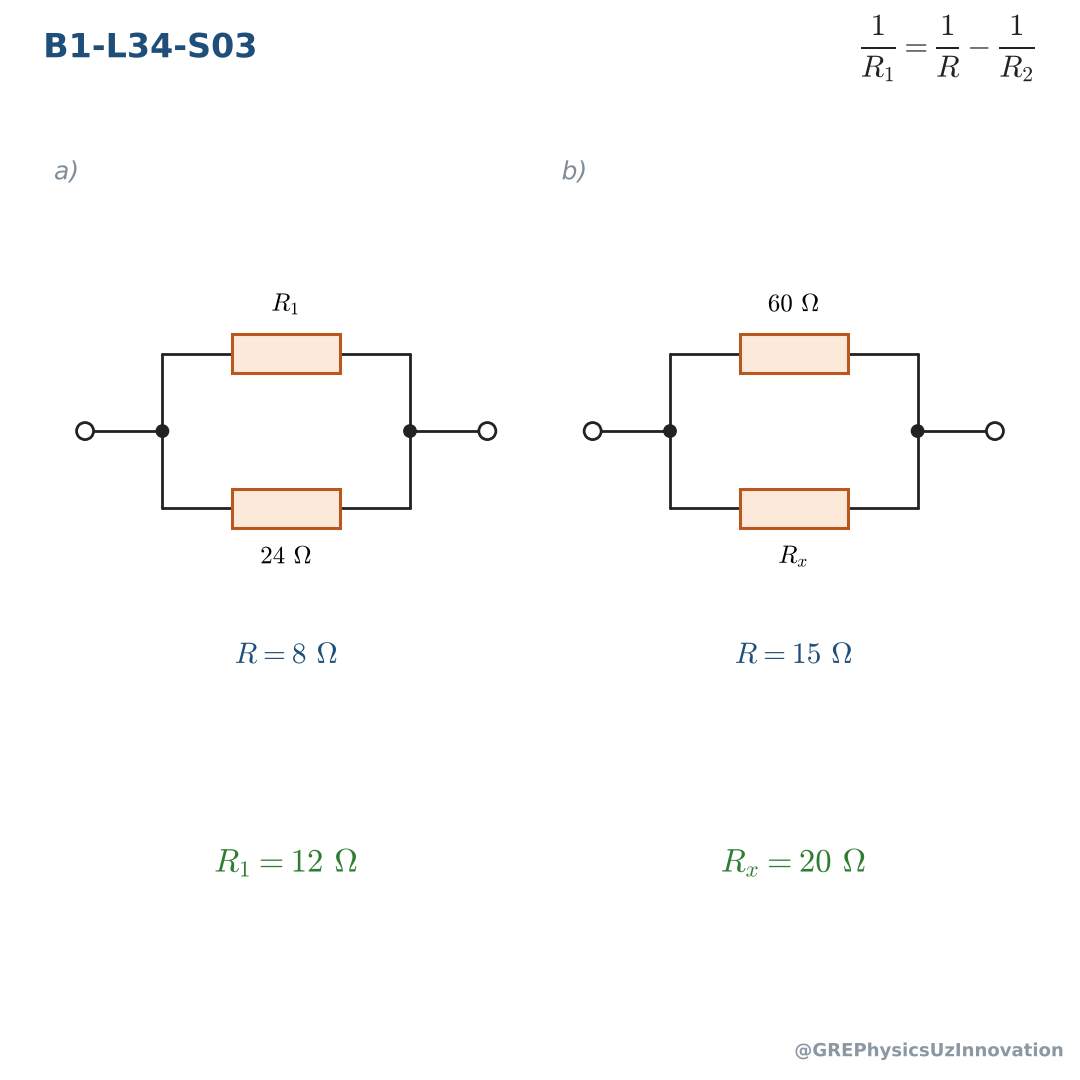 B1-L34-S03
1/R₁ = 1/R − 1/R₂
a)
b)
R₁
60 Ω
24 Ω
Rₓ
R = 8 Ω
R = 15 Ω
R₁ = 12 Ω
Rₓ = 20 Ω
@GREPhysicsUzInnovation